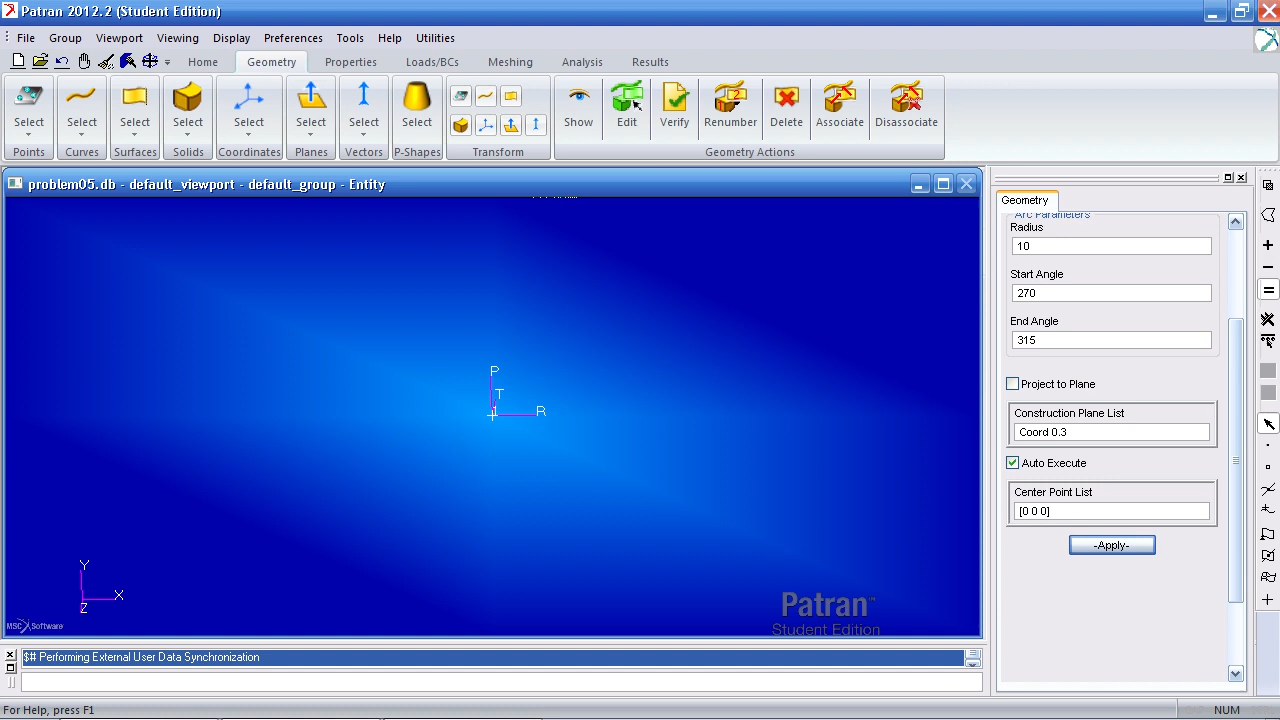 Patran 2012.2 (Student Edition)
File Group Viewport Viewing Display Preferences Tools Help Utilities
Home Geometry Properties Loads/BCs Meshing Analysis Results
Select Select Select Select Select Select Select Select Show Edit Verify Renumber Delete Associate Disassociate
Points Curves Surfaces Solids Coordinates Planes Vectors P-Shapes Transform Geometry Actions
problem05.db - default_viewport - default_group - Entity
Geometry
Arc Parameters
Radius
10
Start Angle
270
End Angle
315
Project to Plane
Construction Plane List
Coord 0.3
Auto Execute
Center Point List
[0 0 0]
-Apply-
P
T
R
Y
X
Z
MSC Software
Patran™
Student Edition
$# Performing External User Data Synchronization
For Help, press F1
NUM